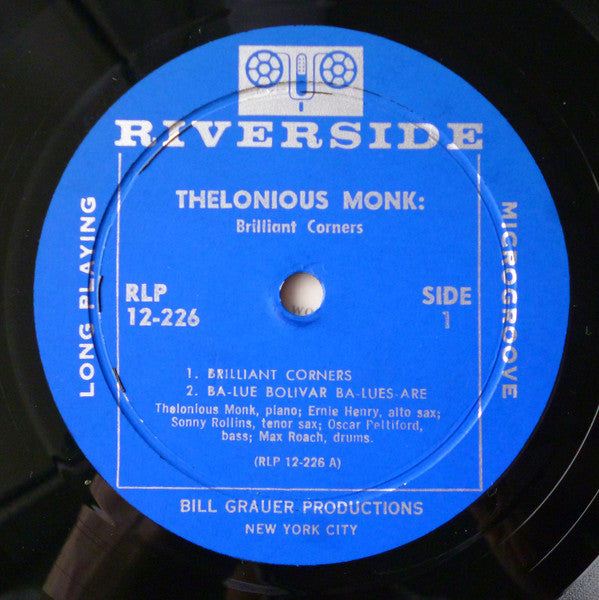 RIVERSIDE
THELONIOUS MONK:
Brilliant Corners
LONG PLAYING
MICROGROOVE
RLP
12-226
SIDE
1
1. BRILLIANT CORNERS
2. BA-LUE BOLIVAR BA-LUES-ARE
Thelonious Monk, piano; Ernie Henry, alto sax;
Sonny Rollins, tenor sax; Oscar Pettiford,
bass; Max Roach, drums.
(RLP 12-226 A)
BILL GRAUER PRODUCTIONS
NEW YORK CITY